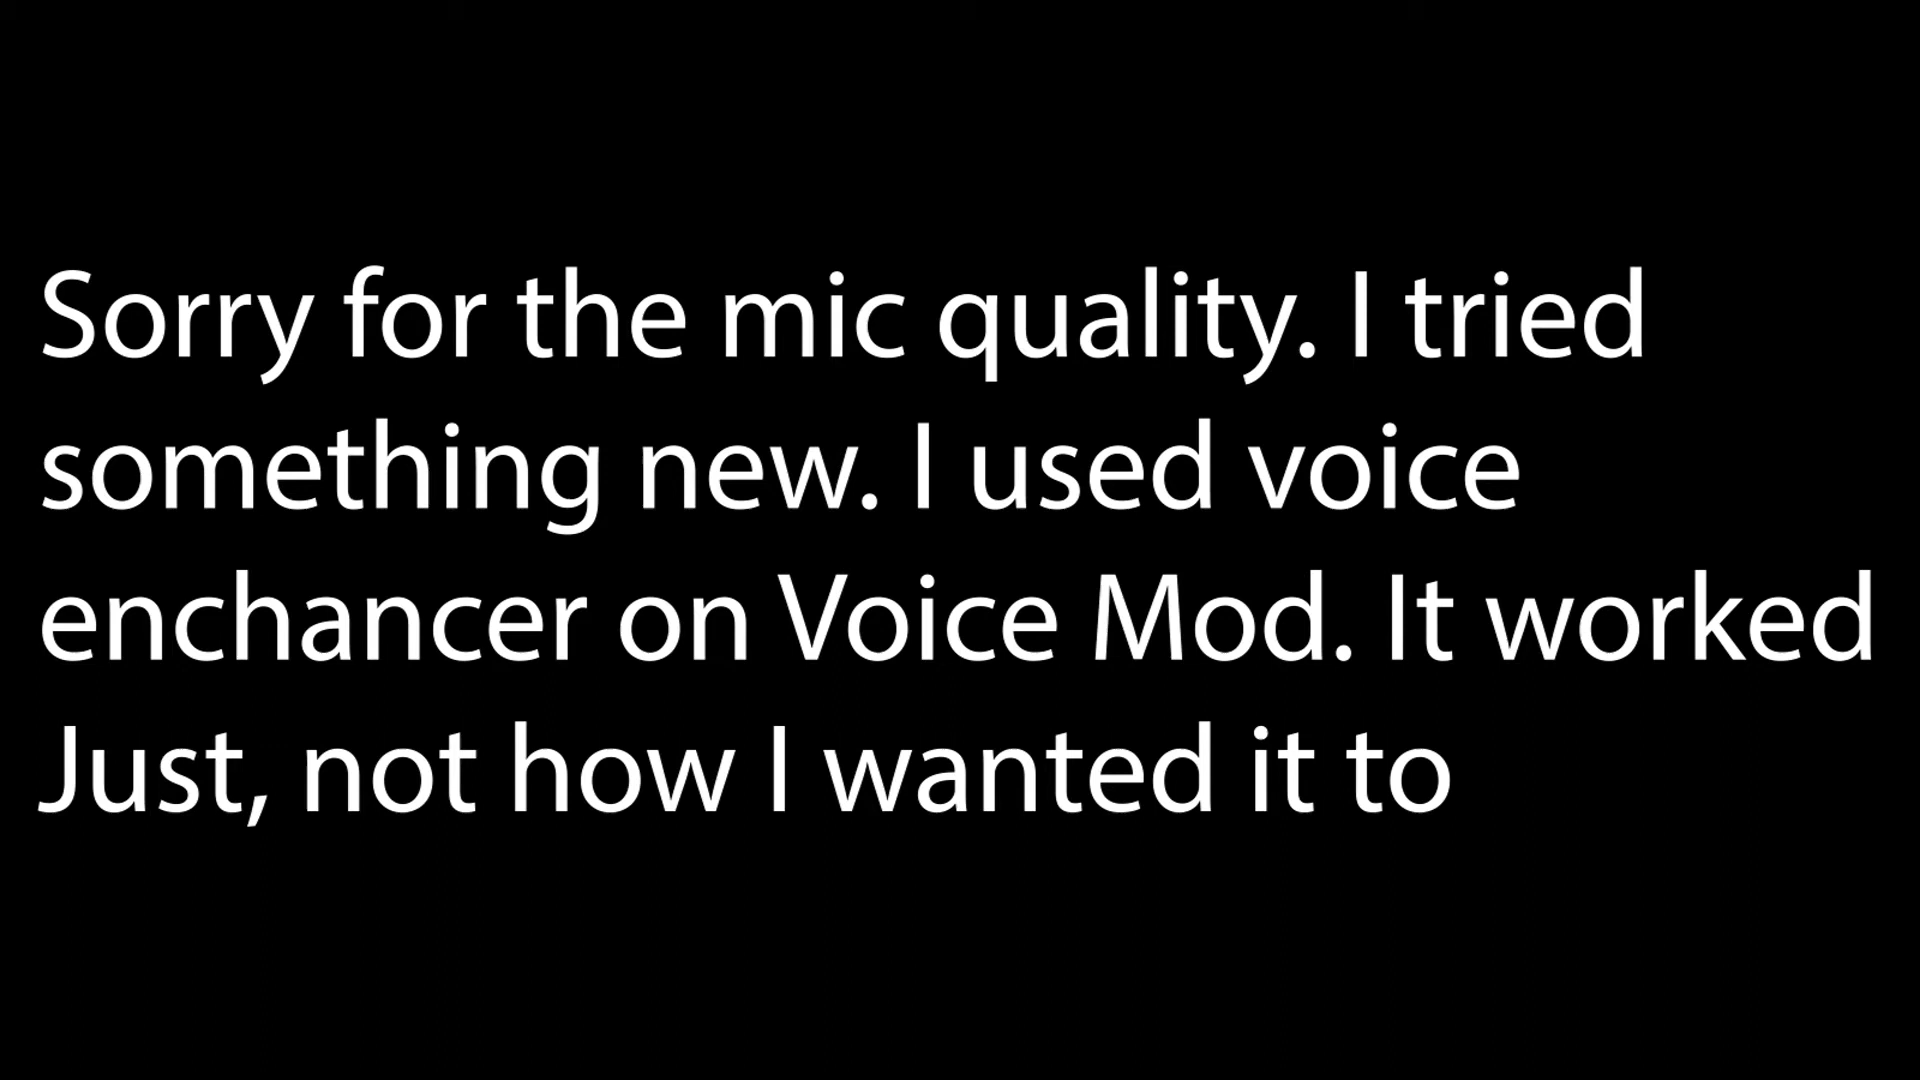 Sorry for the mic quality. I tried
something new. I used voice
enchancer on Voice Mod. It worked
Just, not how I wanted it to